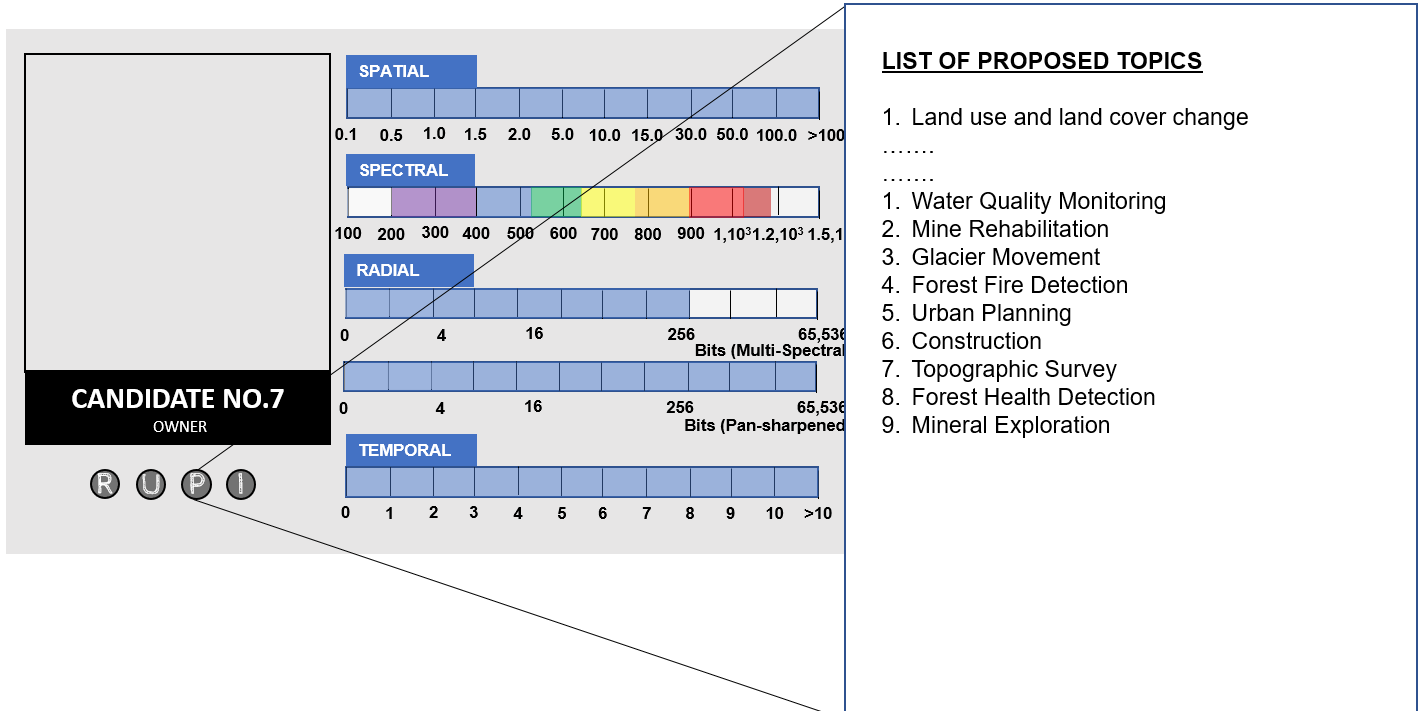 SPATIAL
0.1 0.5 1.0 1.5 2.0 5.0 10.0 15.0 30.0 50.0 100.0 >100
SPECTRAL
100 200 300 400 500 600 700 800 900 1,10³ 1.2,10³ 1.5,1
RADIAL
0 4 16 256 65,536
Bits (Multi-Spectral
0 4 16 256 65,536
Bits (Pan-sharpened
TEMPORAL
0 1 2 3 4 5 6 7 8 9 10 >10
CANDIDATE NO.7
OWNER
R U P I
LIST OF PROPOSED TOPICS
1. Land use and land cover change
.......
.......
1. Water Quality Monitoring
2. Mine Rehabilitation
3. Glacier Movement
4. Forest Fire Detection
5. Urban Planning
6. Construction
7. Topographic Survey
8. Forest Health Detection
9. Mineral Exploration